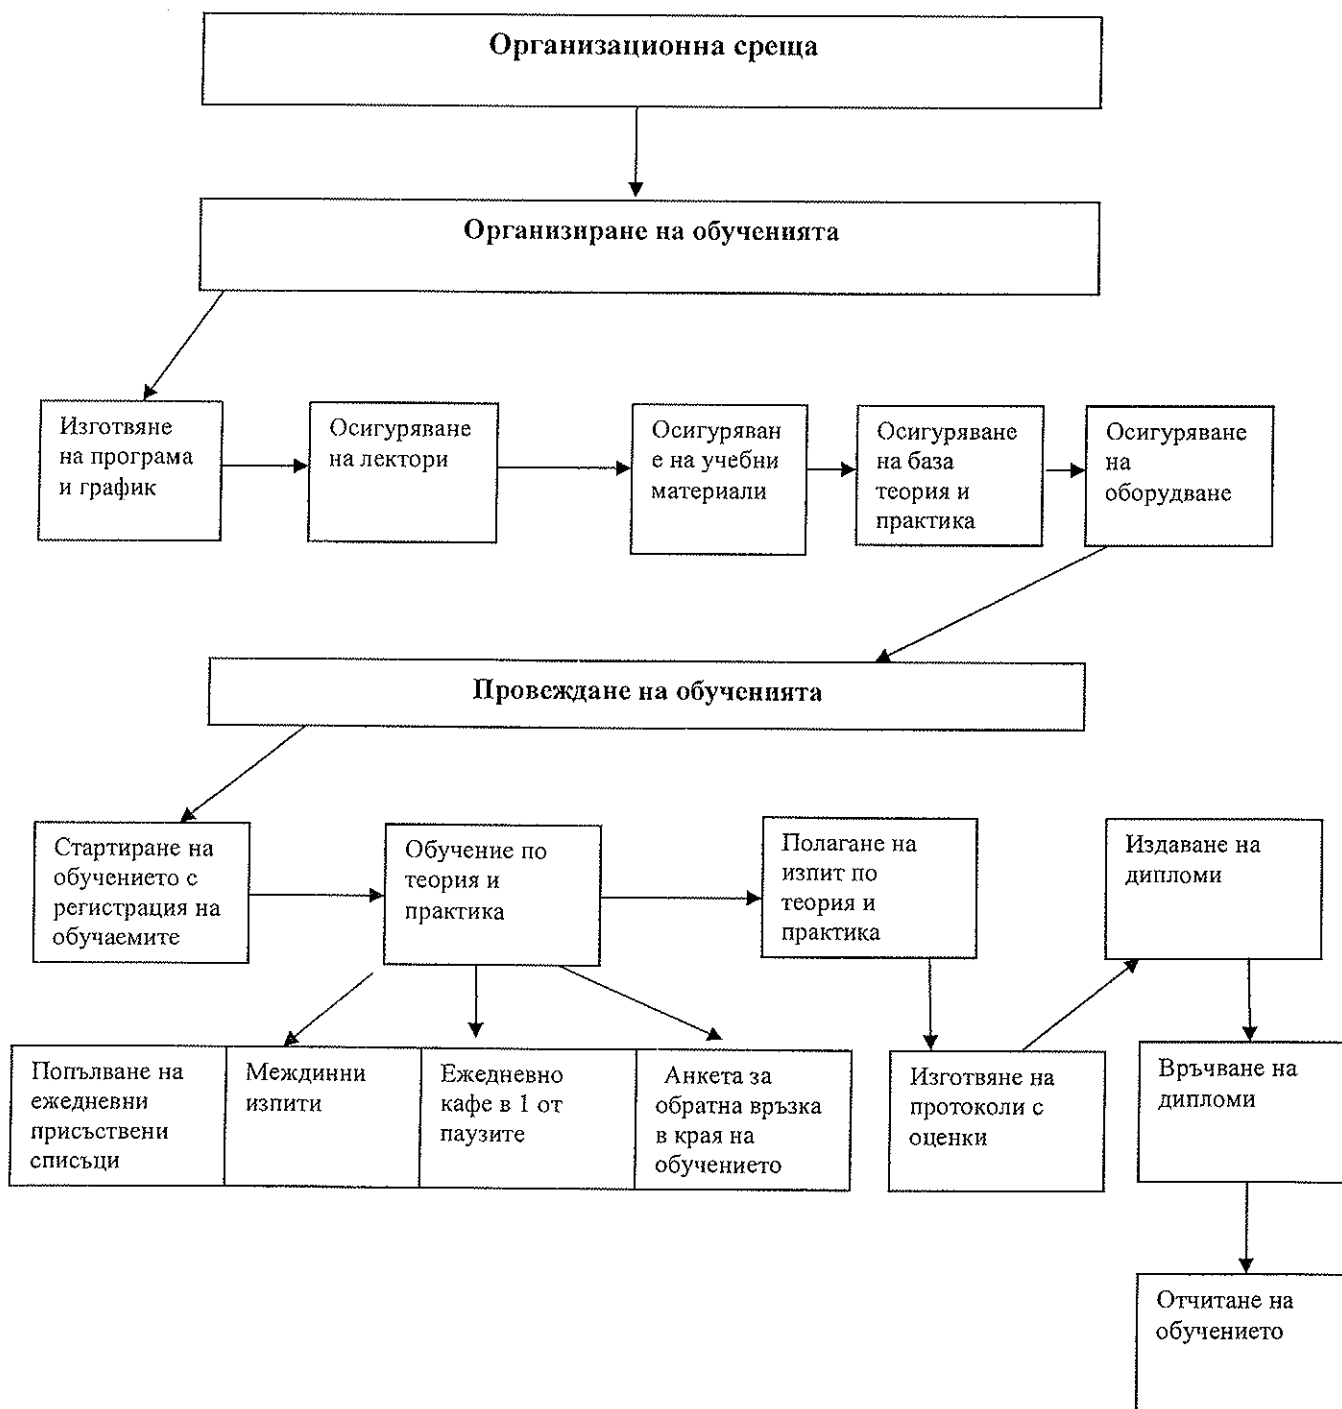 Организационна среща
Организиране на обученията
Изготвяне
на програма
и график
Осигуряване
на лектори
Осигуряван
е на учебни
материали
Осигуряване
на база
теория и
практика
Осигуряване
на
оборудване
Провеждане на обученията
Стартиране на
обучението с
регистрация на
обучаемите
Обучение по
теория и
практика
Полагане на
изпит по
теория и
практика
Издаване на
дипломи
Попълване на
ежедневни
присъствени
списъци
Междинни
изпити
Ежедневно
кафе в 1 от
паузите
Анкета за
обратна връзка
в края на
обучението
Изготвяне на
протоколи с
оценки
Връчване на
дипломи
Отчитане на
обучението